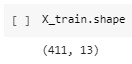 [ ] X_train.shape
(411, 13)